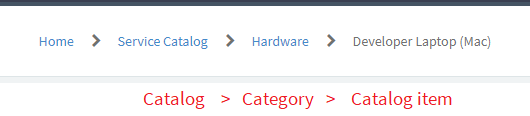 Home > Service Catalog > Hardware > Developer Laptop (Mac)
Catalog > Category > Catalog item